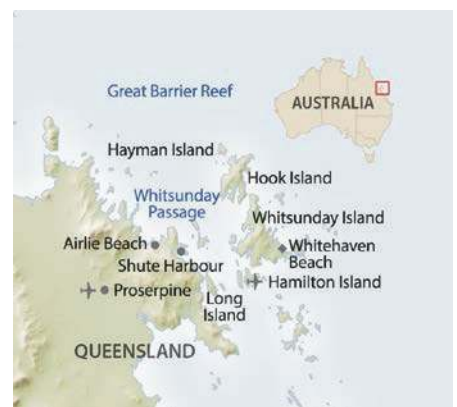 Great Barrier Reef
AUSTRALIA
Hayman Island
Hook Island
Whitsunday
Passage
Whitsunday Island
Airlie Beach
Whitehaven
Beach
Shute Harbour
Hamilton Island
Proserpine
Long
Island
QUEENSLAND